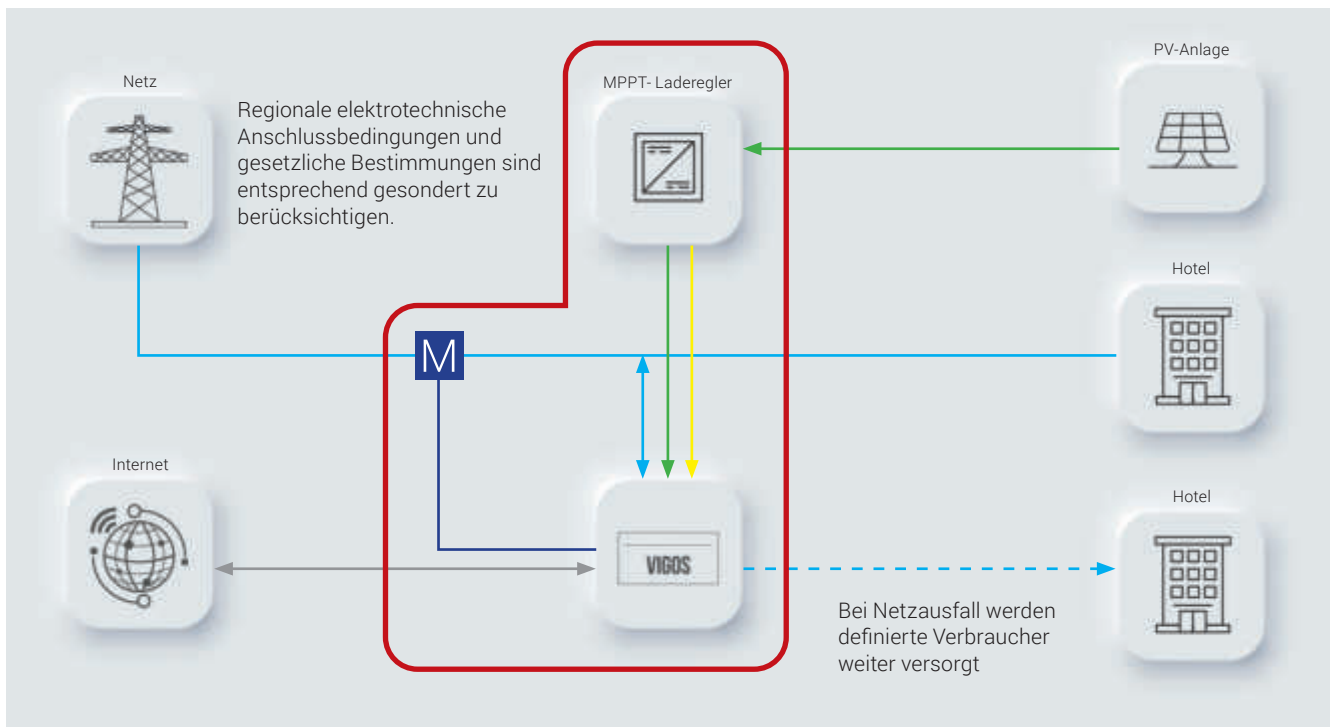 Netz
Regionale elektrotechnische
Anschlussbedingungen und
gesetzliche Bestimmungen sind
entsprechend gesondert zu
berücksichtigen.
MPPT- Laderegler
PV-Anlage
Hotel
M
Internet
VIGOS
Hotel
Bei Netzausfall werden
definierte Verbraucher
weiter versorgt